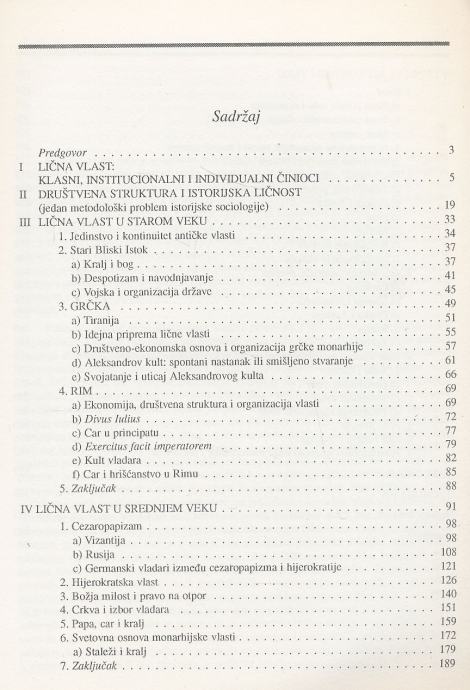 Sadržaj
Predgovor . . . . . . . . . . 3
I LIČNA VLAST:
KLASNI, INSTITUCIONALNI I INDIVIDUALNI ČINIOCI . . . . . . . . . . 5
II DRUŠTVENA STRUKTURA I ISTORIJSKA LIČNOST
(jedan metodološki problem istorijske sociologije) . . . . . . . . . . 19
III LIČNA VLAST U STAROM VEKU . . . . . . . . . . 33
1. Jedinstvo i kontinuitet antičke vlasti . . . . . . . . . . 34
2. Stari Bliski Istok . . . . . . . . . . 37
a) Kralj i bog . . . . . . . . . . 37
b) Despotizam i navodnjavanje . . . . . . . . . . 41
c) Vojska i organizacija države . . . . . . . . . . 45
3. GRČKA . . . . . . . . . . 49
a) Tiranija . . . . . . . . . . 51
b) Idejna priprema lične vlasti . . . . . . . . . . 55
c) Društveno-ekonomska osnova i organizacija grčke monarhije . . . . . . . . . . 57
d) Aleksandrov kult: spontani nastanak ili smišljeno stvaranje . . . . . . . . . . 61
e) Svojatanje i uticaj Aleksandrovog kulta . . . . . . . . . . 66
4. RIM . . . . . . . . . . 69
a) Ekonomija, društvena struktura i organizacija vlasti . . . . . . . . . . 69
b) Divus Iulius . . . . . . . . . . 72
c) Car u principatu . . . . . . . . . . 77
d) Exercitus facit imperatorem . . . . . . . . . . 79
e) Kult vladara . . . . . . . . . . 82
f) Car i hrišćanstvo u Rimu . . . . . . . . . . 85
5. Zaključak . . . . . . . . . . 88
IV LIČNA VLAST U SREDNJEM VEKU . . . . . . . . . . 91
1. Cezaropapizam . . . . . . . . . . 98
a) Vizantija . . . . . . . . . . 98
b) Rusija . . . . . . . . . . 108
c) Germanski vladari između cezaropapizma i hijerokratije . . . . . . . . . . 121
2. Hijerokratska vlast . . . . . . . . . . 126
3. Božja milost i pravo na otpor . . . . . . . . . . 140
4. Crkva i izbor vladara . . . . . . . . . . 151
5. Papa, car i kralj . . . . . . . . . . 159
6. Svetovna osnova monarhijske vlasti . . . . . . . . . . 172
a) Staleži i kralj . . . . . . . . . . 179
7. Zaključak . . . . . . . . . . 189